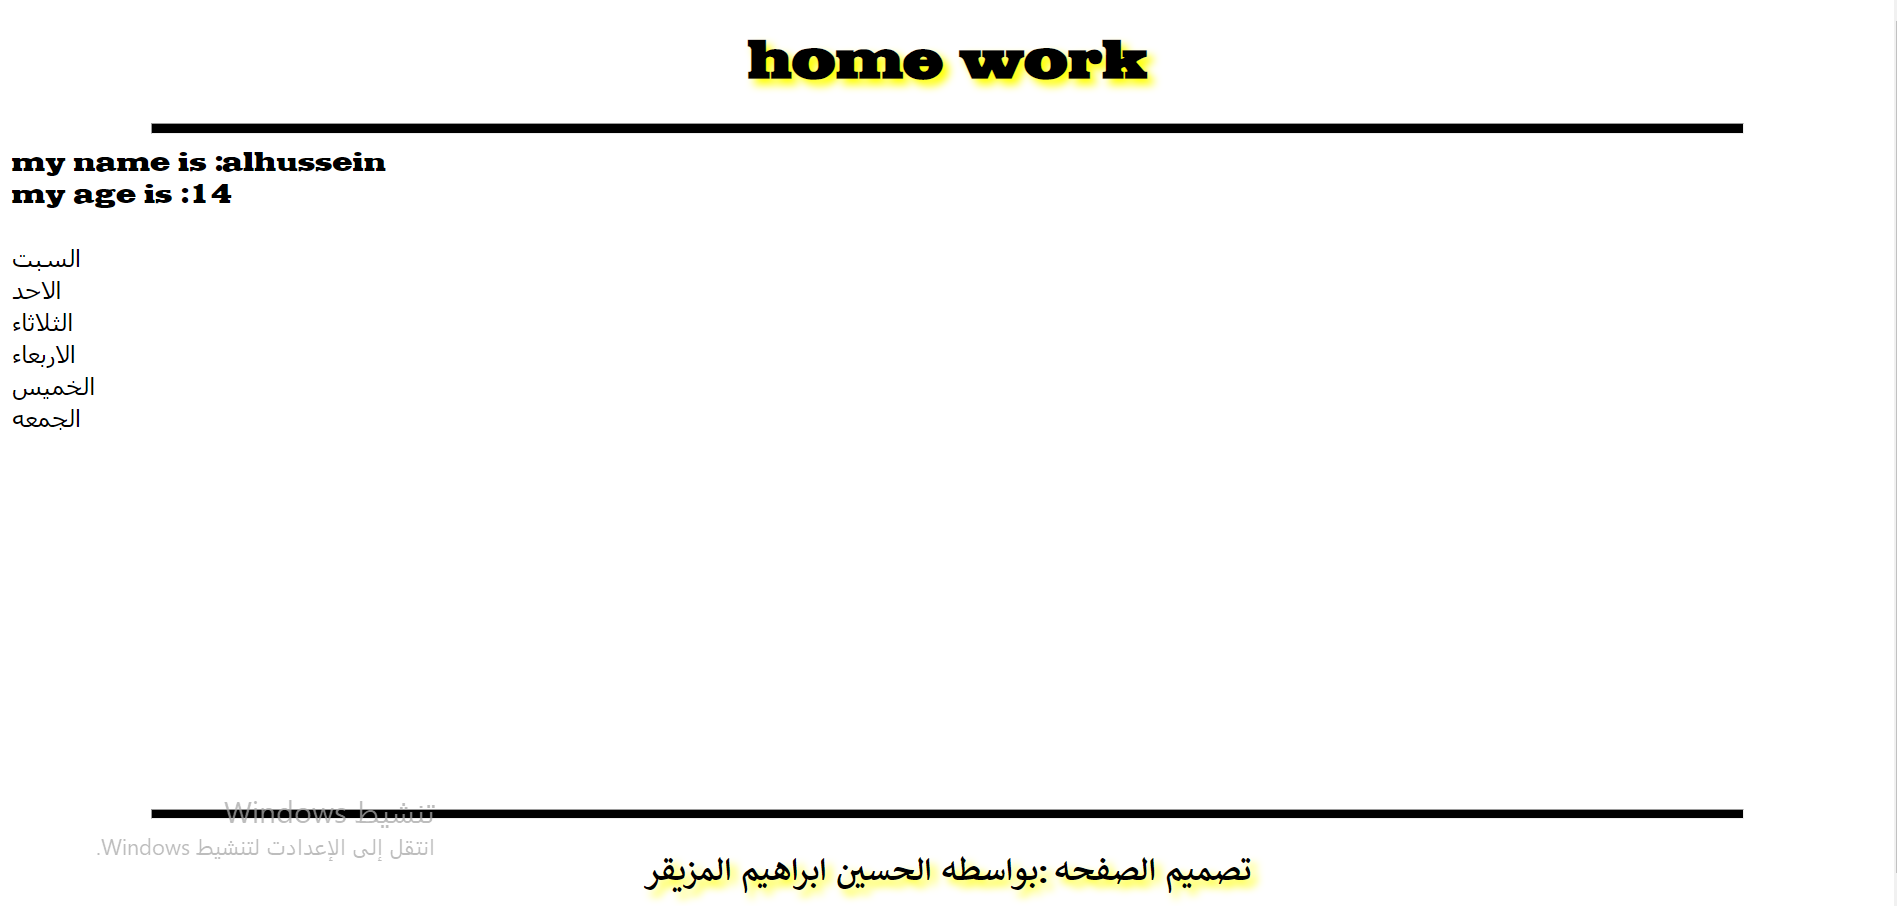 home work
my name is :alhussein
my age is :14
السبت
الاحد
الثلاثاء
الاربعاء
الخميس
الجمعه
تنشيط Windows
انتقل إلى الإعدادت لتنشيط Windows.
تصميم الصفحه :بواسطه الحسين ابراهيم المزيقر